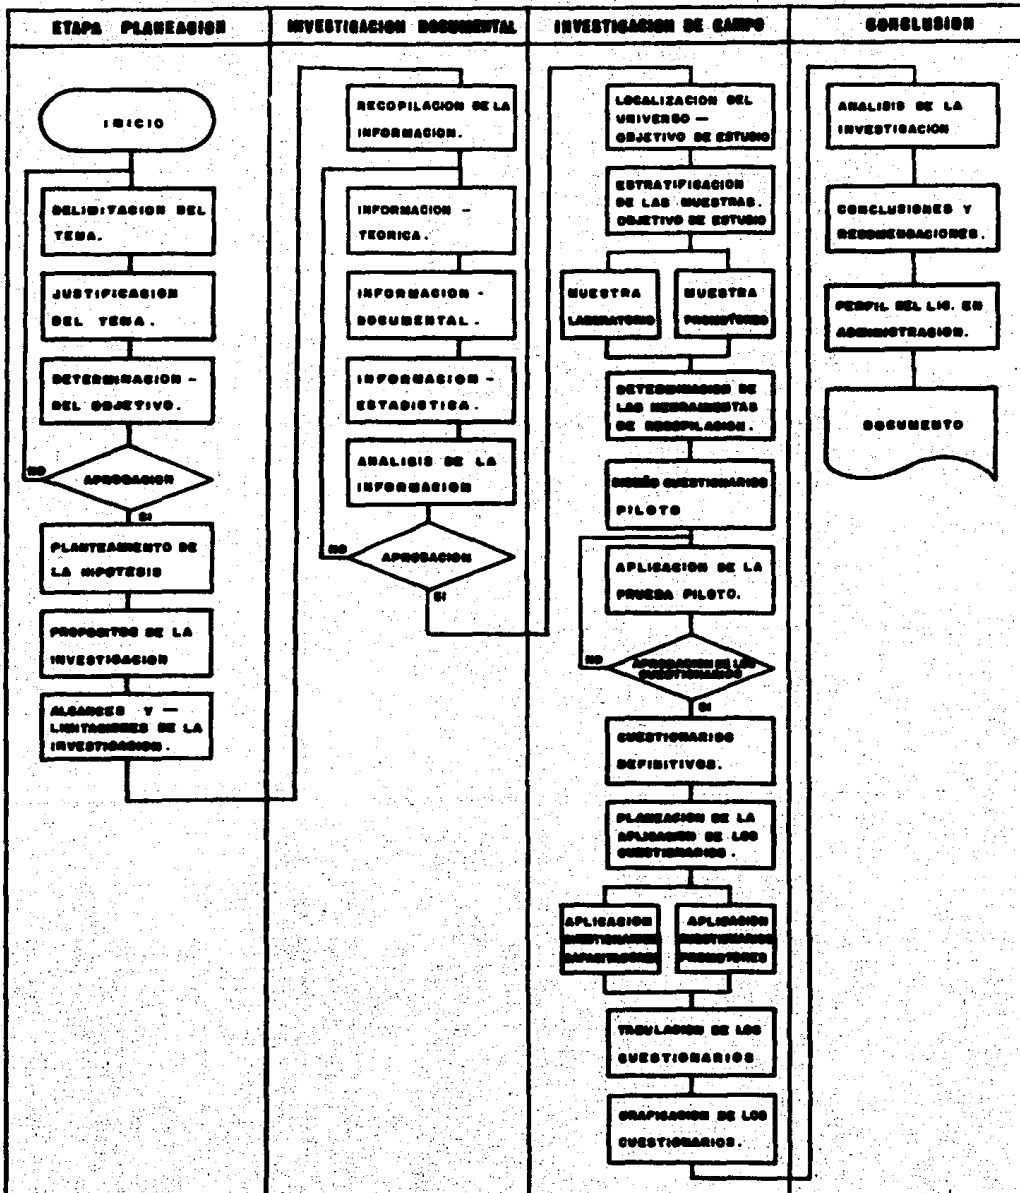 ETAPA PLANEACION
INICIO
DELIMITACION DEL
TEMA.
JUSTIFICACION
DEL TEMA.
DETERMINACION -
DEL OBJETIVO.
APROBACION
NO
SI
PLANTEAMIENTO DE
LA HIPOTESIS
PROPOSITOS DE LA
INVESTIGACION
ALCANCES Y —
LIMITACIONES DE LA
INVESTIGACION.
INVESTIGACION DOCUMENTAL
RECOPILACION DE LA
INFORMACION.
INFORMACION -
TEORICA.
INFORMACION -
DOCUMENTAL.
INFORMACION -
ESTADISTICA.
ANALISIS DE LA
INFORMACION
NO
APROBACION
SI
INVESTIGACION DE CAMPO
LOCALIZACION DEL
UNIVERSO —
OBJETIVO DE ESTUDIO
ESTRATIFICACION
DE LAS MUESTRAS.
OBJETIVO DE ESTUDIO
MUESTRA
LABORATORIO
MUESTRA
PROMOTORES
DETERMINACION DE
LAS HERRAMIENTAS
DE RECOPILACION.
DISEÑO CUESTIONARIOS
PILOTO
APLICACION DE LA
PRUEBA PILOTO.
NO
APROBACION DE LOS
CUESTIONARIOS
SI
CUESTIONARIOS
DEFINITIVOS.
PLANEACION DE LA
APLICACION DE LOS
CUESTIONARIOS.
APLICACION
CUESTIONARIOS
CAPACITADORES
APLICACION
CUESTIONARIOS
PROMOTORES
TABULACION DE LOS
CUESTIONARIOS
GRAFICACION DE LOS
CUESTIONARIOS.
CONCLUSION
ANALISIS DE LA
INVESTIGACION
CONCLUSIONES Y
RECOMENDACIONES.
PERFIL DEL LIC. EN
ADMINISTRACION.
DOCUMENTO